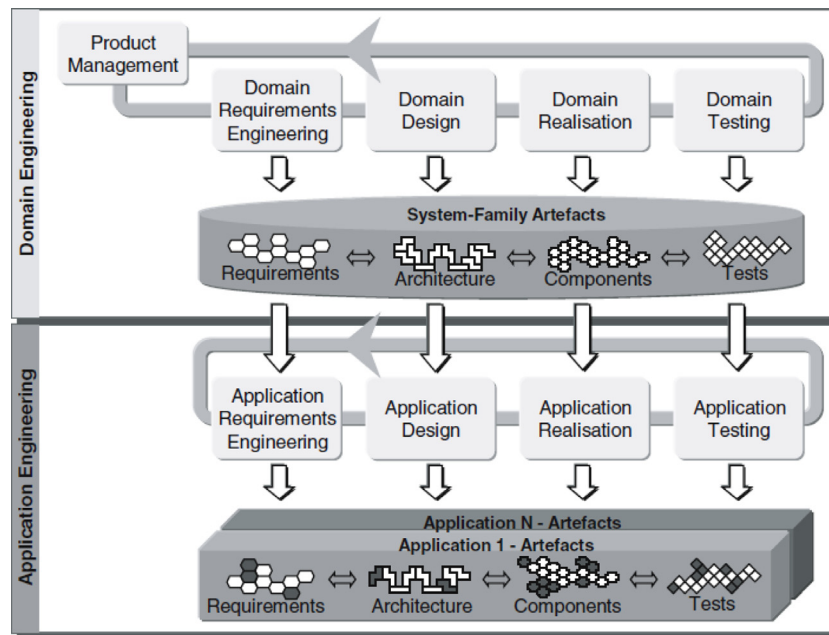 Domain Engineering
Product
Management
Domain
Requirements
Engineering
Domain
Design
Domain
Realisation
Domain
Testing
System-Family Artefacts
Requirements
Architecture
Components
Tests
Application Engineering
Application
Requirements
Engineering
Application
Design
Application
Realisation
Application
Testing
Application N - Artefacts
Application 1 - Artefacts
Requirements
Architecture
Components
Tests